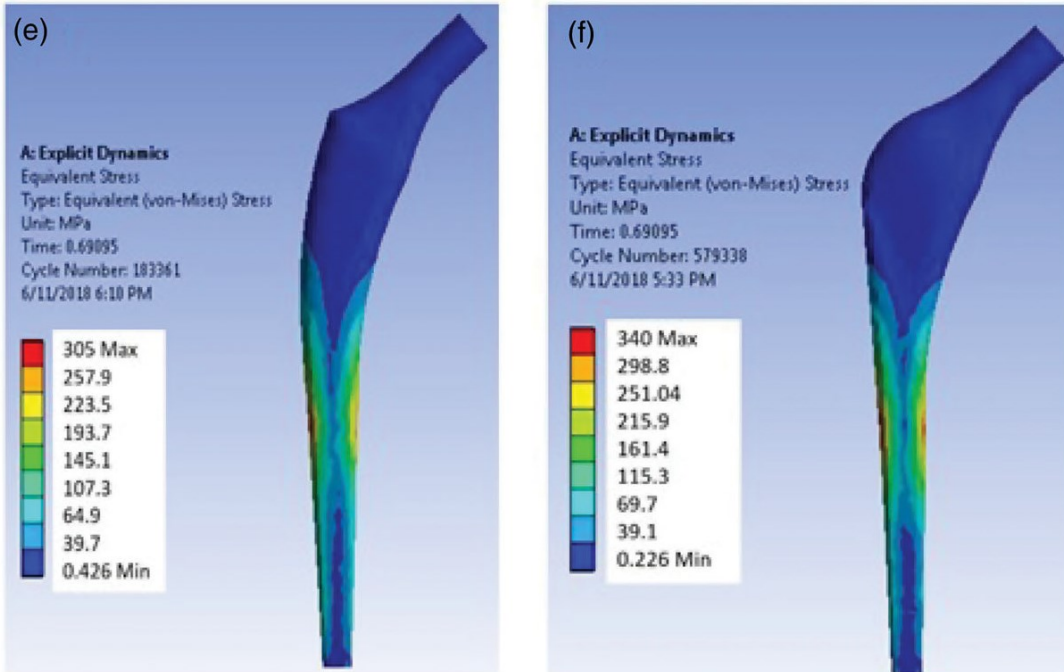 (e)
A: Explicit Dynamics
Equivalent Stress
Type: Equivalent (von-Mises) Stress
Unit: MPa
Time: 0.69095
Cycle Number: 183361
6/11/2018 6:10 PM
305 Max
257.9
223.5
193.7
145.1
107.3
64.9
39.7
0.426 Min
(f)
A: Explicit Dynamics
Equivalent Stress
Type: Equivalent (von-Mises) Stress
Unit: MPa
Time: 0.69095
Cycle Number: 579338
6/11/2018 5:33 PM
340 Max
298.8
251.04
215.9
161.4
115.3
69.7
39.1
0.226 Min